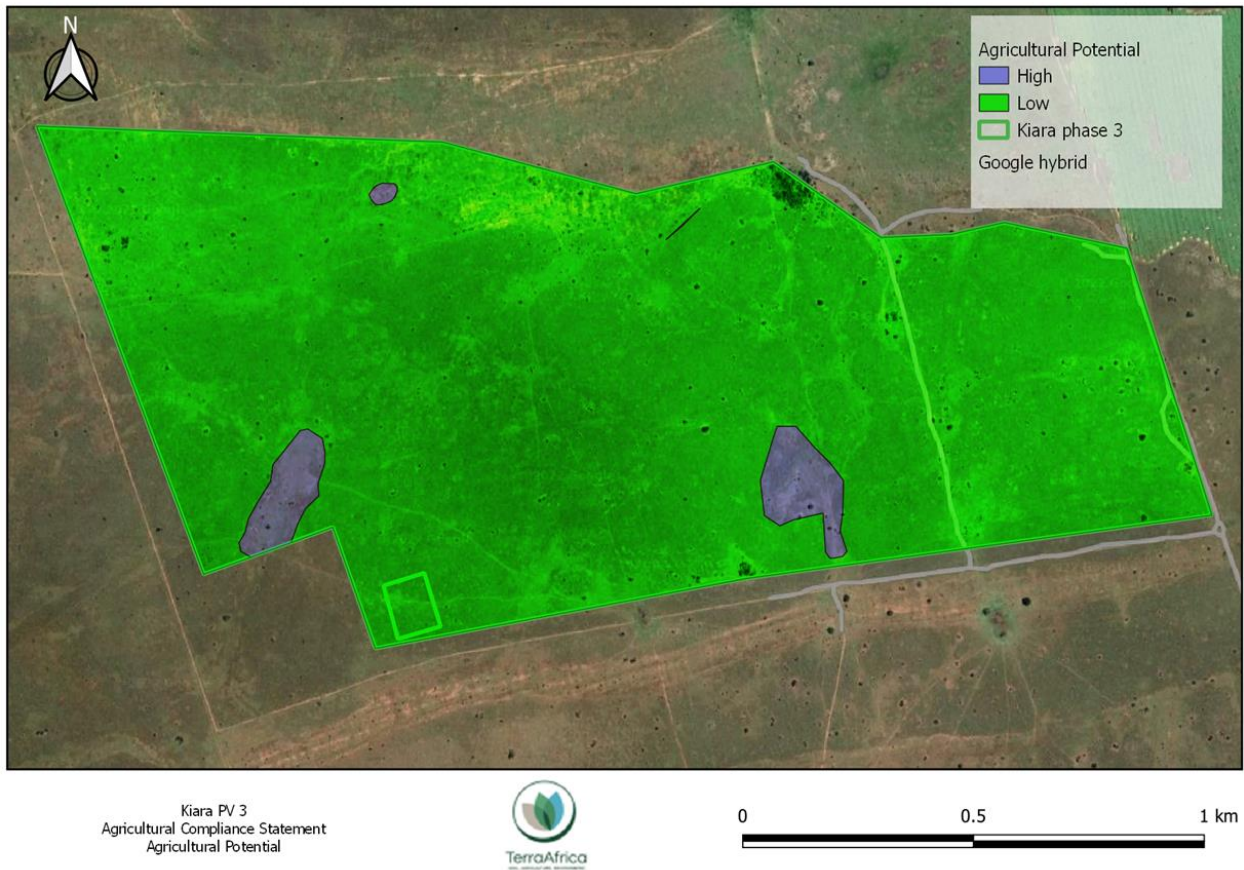 N
Agricultural Potential
High
Low
Kiara phase 3
Google hybrid
Kiara PV 3
Agricultural Compliance Statement
Agricultural Potential
TerraAfrica
0 0.5 1 km